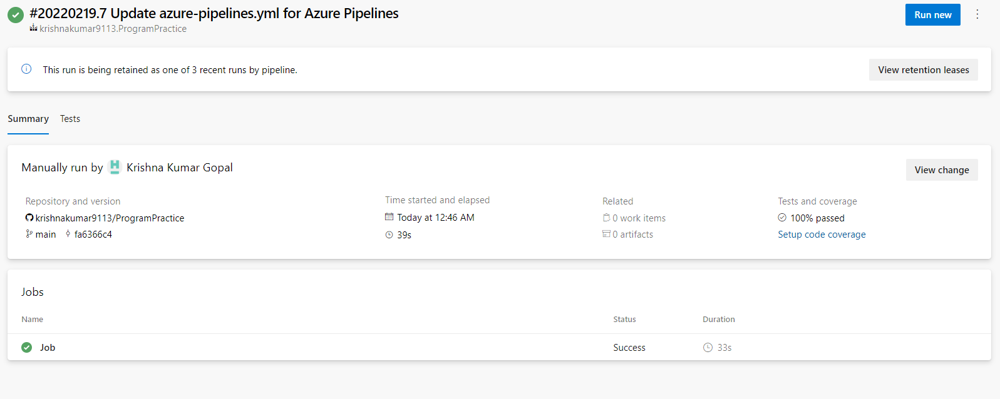 #20220219.7 Update azure-pipelines.yml for Azure Pipelines
Run new
krishnakumar9113.ProgramPractice
This run is being retained as one of 3 recent runs by pipeline.
View retention leases
Summary Tests
Manually run by Krishna Kumar Gopal
View change
Repository and version
krishnakumar9113/ProgramPractice
main fa6366c4
Time started and elapsed
Today at 12:46 AM
39s
Related
0 work items
0 artifacts
Tests and coverage
100% passed
Setup code coverage
Jobs
Name Status Duration
Job Success 33s